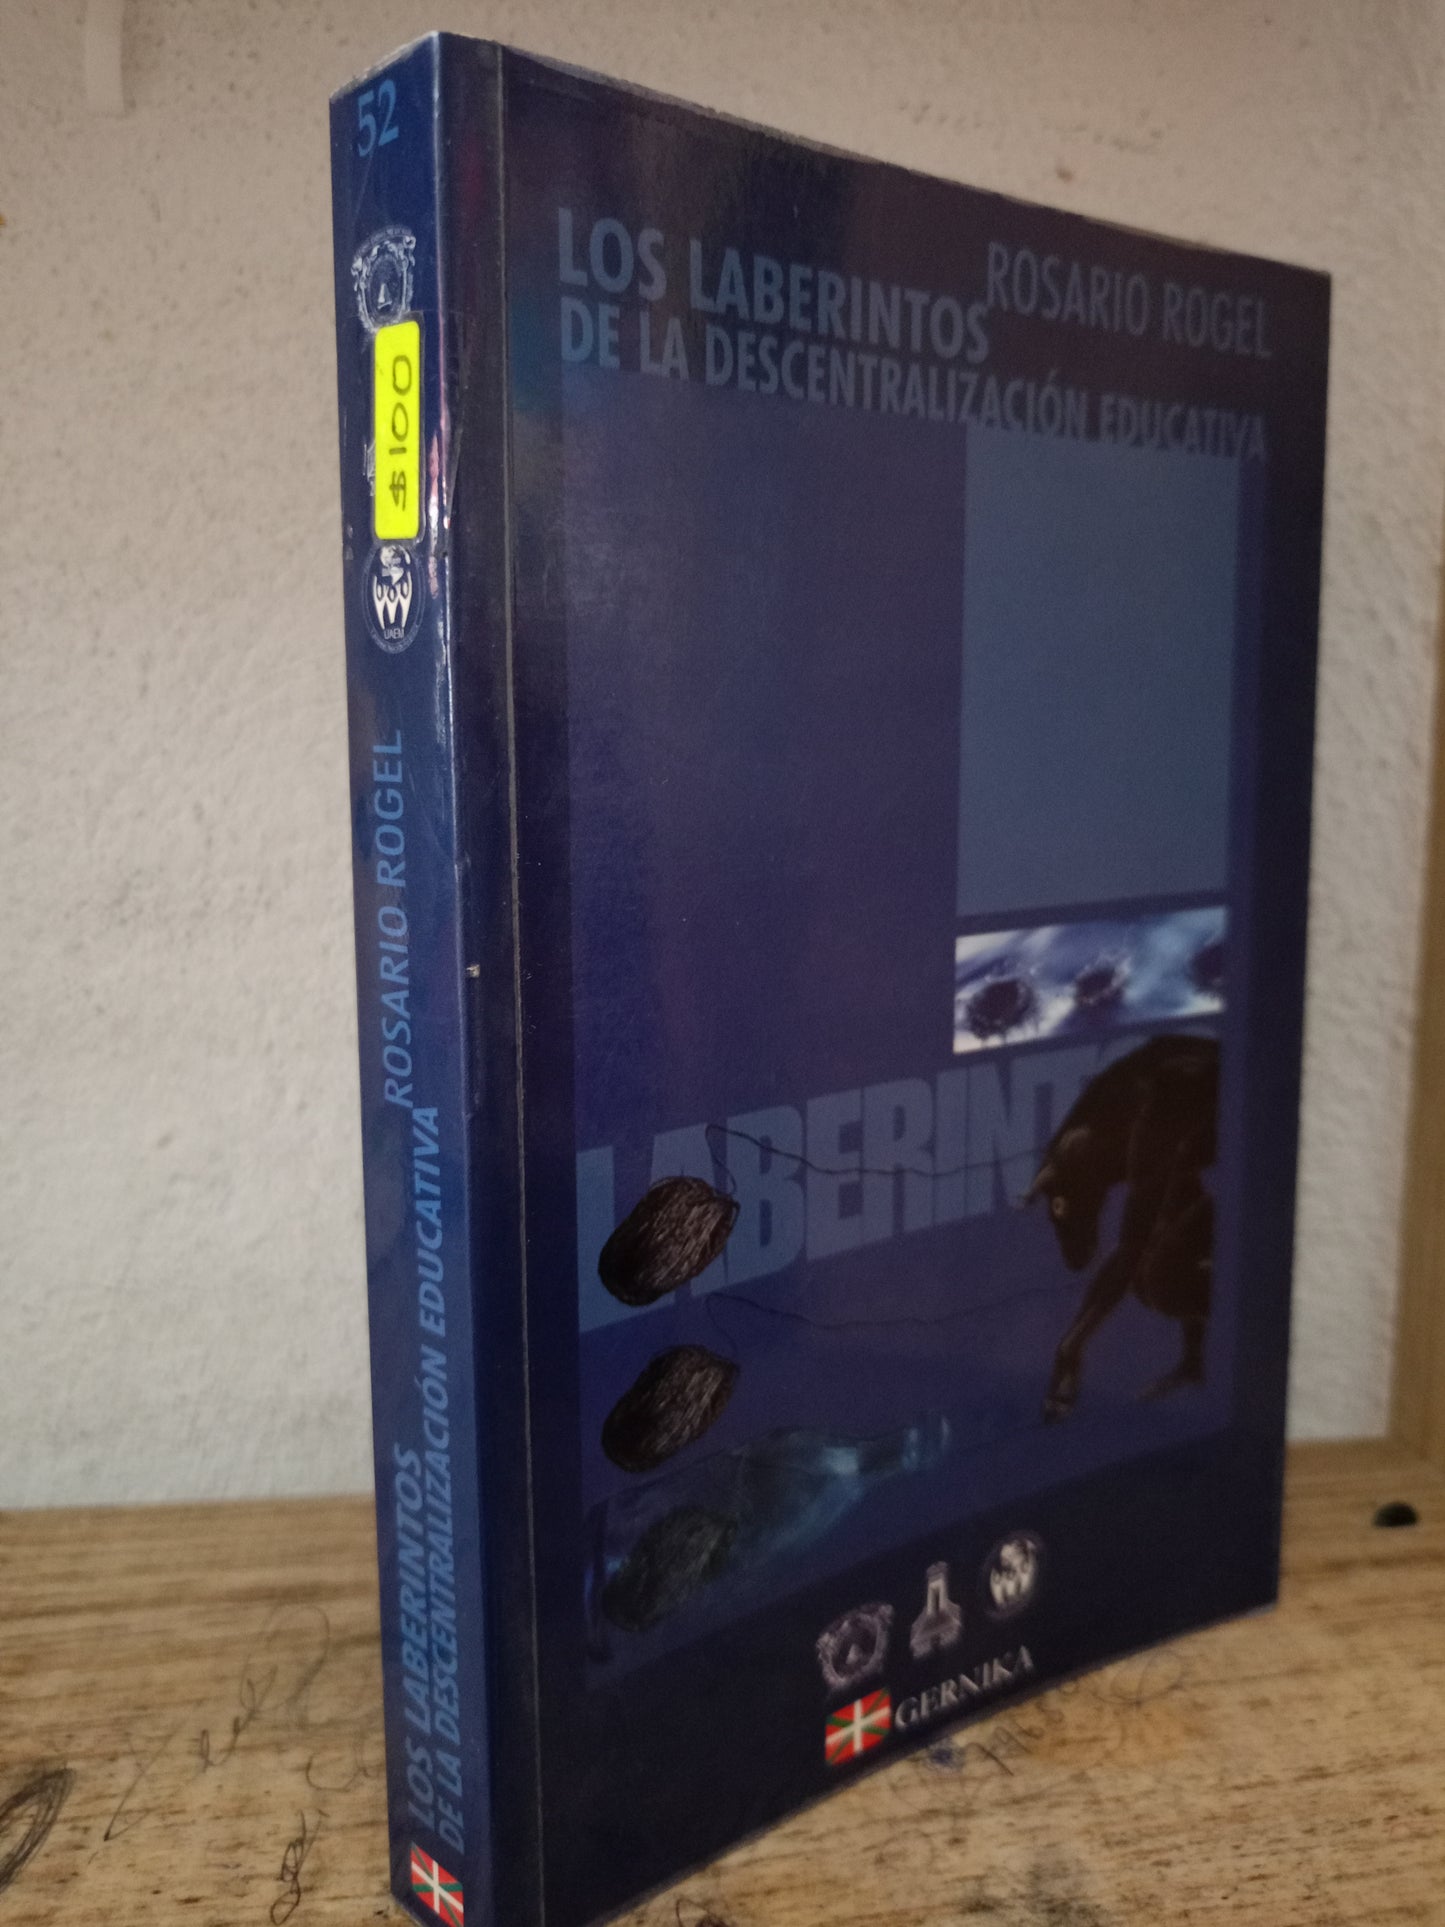 52
$100
UAEM
ROSARIO ROGEL
LOS LABERINTOS
DE LA DESCENTRALIZACIÓN EDUCATIVA
LOS LABERINTOS
DE LA DESCENTRALIZACIÓN EDUCATIVA
ROSARIO ROGEL
LABERINT
GERNIKA